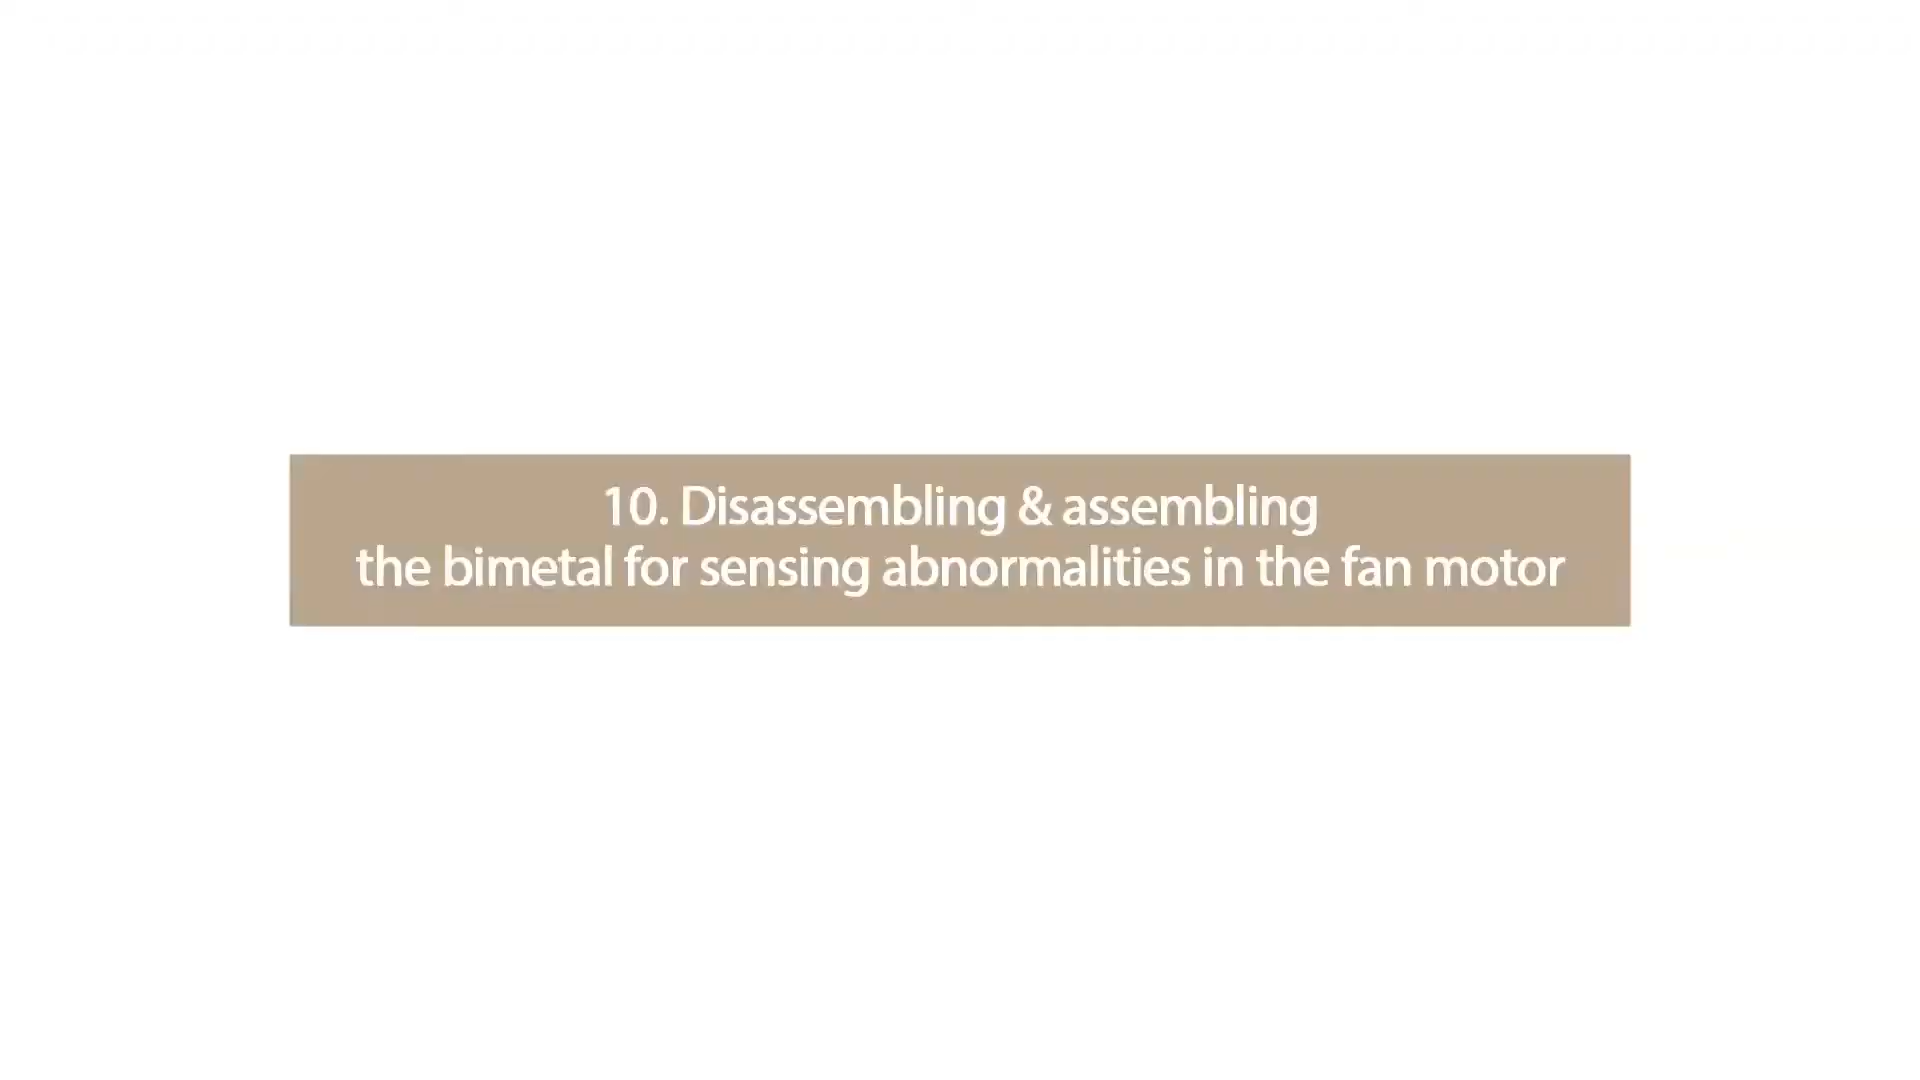 10. Disassembling & assembling
the bimetal for sensing abnormalities in the fan motor